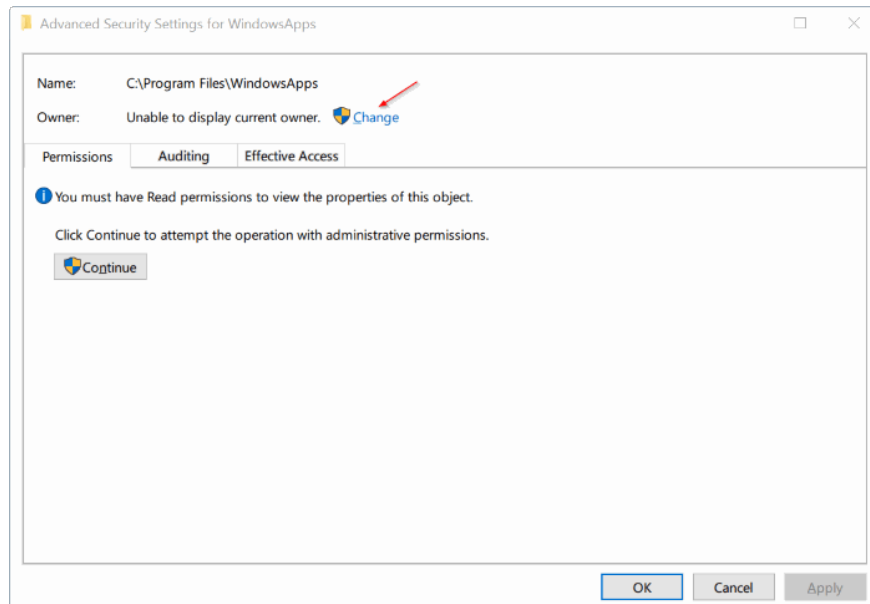 Advanced Security Settings for WindowsApps
Name: C:\Program Files\WindowsApps
Owner: Unable to display current owner. Change
Permissions Auditing Effective Access
You must have Read permissions to view the properties of this object.
Click Continue to attempt the operation with administrative permissions.
Continue
OK Cancel Apply